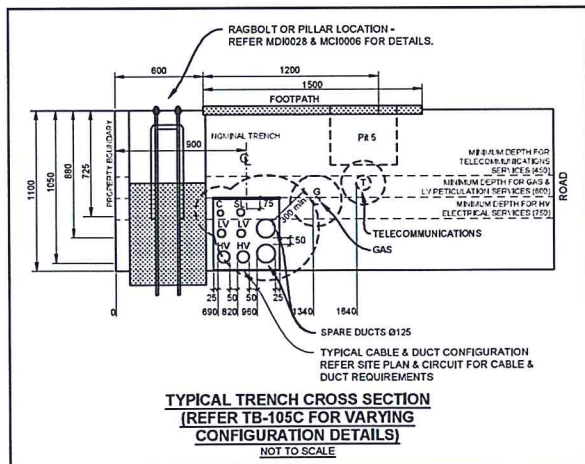 RAGBOLT OR PILLAR LOCATION -
REFER MDI0028 & MCI0006 FOR DETAILS.
600
1200
1500
FOOTPATH
NOMINAL TRENCH
900
Pit 5
PROPERTY BOUNDARY
1100
1050
880
725
MINIMUM DEPTH FOR
TELECOMMUNICATIONS
SERVICES (450)
MINIMUM DEPTH FOR GAS &
LV RETICULATION SERVICES (600)
MINIMUM DEPTH FOR HV
ELECTRICAL SERVICES (750)
ROAD
C SL 75
LV LV
HV HV
300 min
50
G
GAS
TELECOMMUNICATIONS
25 50 50 25
0 690 820 960 1340 1640
SPARE DUCTS Ø125
TYPICAL CABLE & DUCT CONFIGURATION
REFER SITE PLAN & CIRCUIT FOR CABLE &
DUCT REQUIREMENTS
TYPICAL TRENCH CROSS SECTION
(REFER TB-105C FOR VARYING
CONFIGURATION DETAILS)
NOT TO SCALE